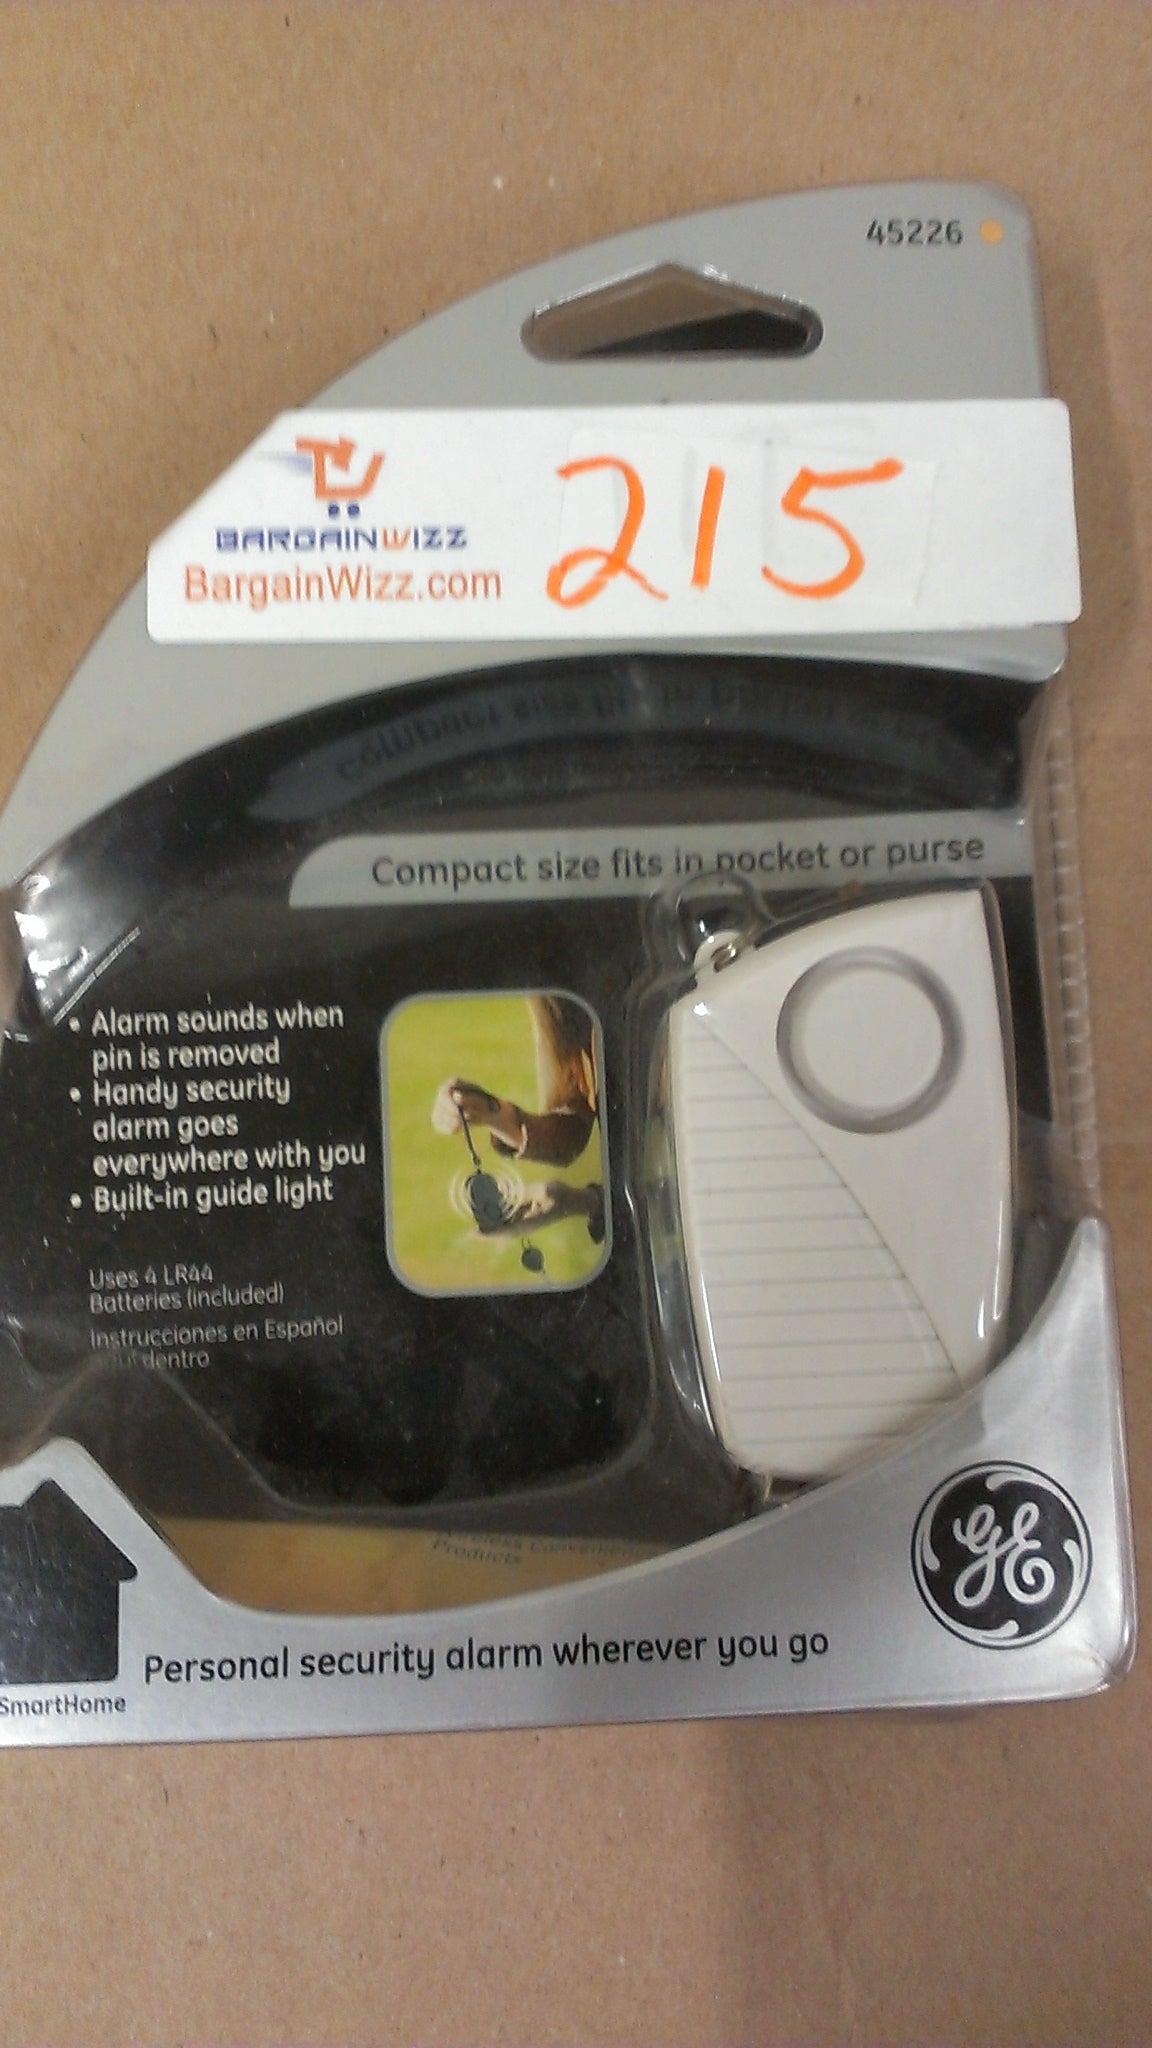 45226
BARGAINWIZZ
BargainWizz.com
215
Compact size fits in pocket or purse
• Alarm sounds when
pin is removed
• Handy security
alarm goes
everywhere with you
• Built-in guide light
Uses 4 LR44
Batteries (included)
Instrucciones en Español
dentro
Products
GE
Personal security alarm wherever you go
SmartHome